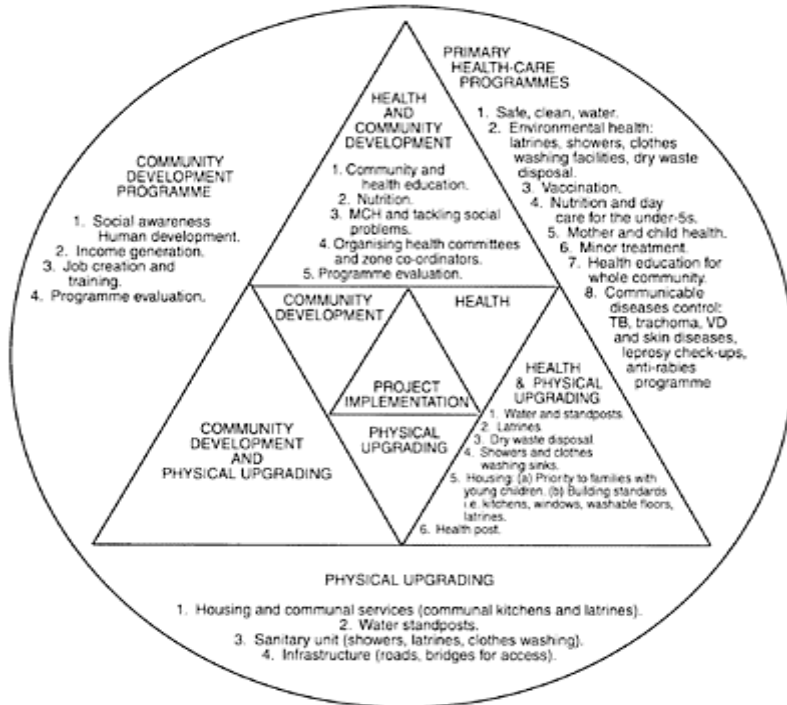 PRIMARY
HEALTH-CARE
PROGRAMMES
1. Safe, clean, water.
2. Environmental health:
latrines, showers, clothes
washing facilities, dry waste
disposal.
3. Vaccination.
4. Nutrition and day
care for the under-5s.
5. Mother and child health.
6. Minor treatment.
7. Health education for
whole community.
8. Communicable
diseases control:
TB, trachoma, VD
and skin diseases,
leprosy check-ups,
anti-rabies
programme
HEALTH
AND
COMMUNITY
DEVELOPMENT
1. Community and
health education.
2. Nutrition.
3. MCH and tackling social
problems.
4. Organising health committees
and zone co-ordinators.
5. Programme evaluation.
COMMUNITY
DEVELOPMENT
PROGRAMME
1. Social awareness
Human development.
2. Income generation.
3. Job creation and
training.
4. Programme evaluation.
COMMUNITY
DEVELOPMENT
HEALTH
PROJECT
IMPLEMENTATION
PHYSICAL
UPGRADING
COMMUNITY
DEVELOPMENT
AND
PHYSICAL UPGRADING
HEALTH
& PHYSICAL
UPGRADING
1. Water and standposts.
2. Latrines.
3. Dry waste disposal.
4. Showers and clothes
washing sinks.
5. Housing: (a) Priority to families with
young children. (b) Building standards
i.e. kitchens, windows, washable floors,
latrines.
6. Health post.
PHYSICAL UPGRADING
1. Housing and communal services (communal kitchens and latrines).
2. Water standposts.
3. Sanitary unit (showers, latrines, clothes washing).
4. Infrastructure (roads, bridges for access).